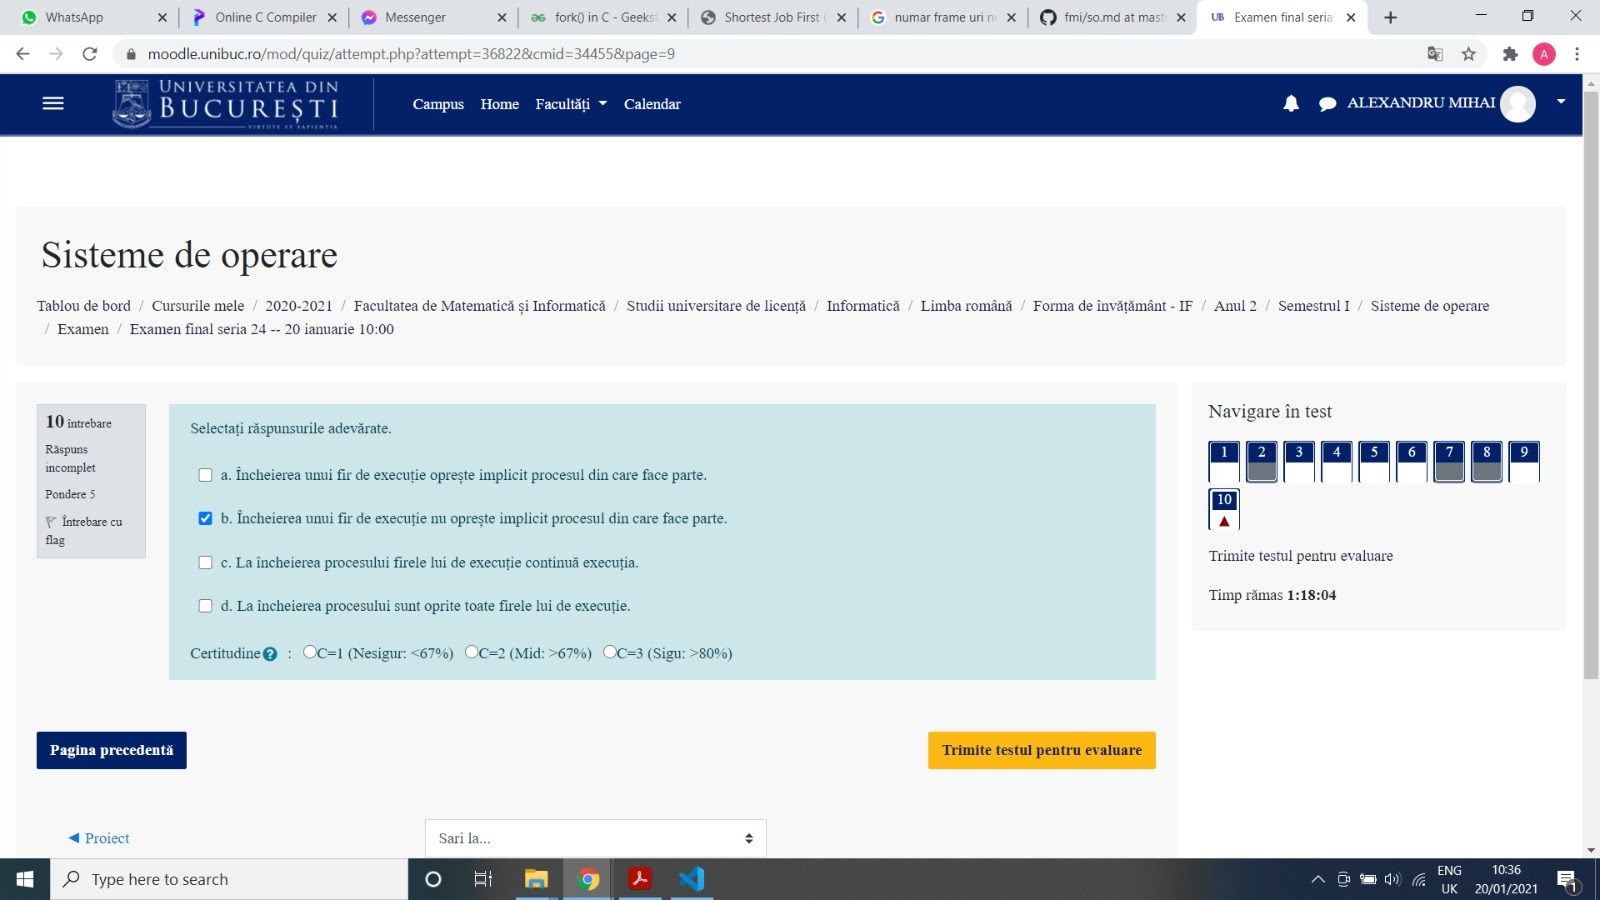 WhatsApp
Online C Compiler
Messenger
fork() in C - Geeks
Shortest Job First (
numar frame uri n
fmi/so.md at mast
UB Examen final seria
moodle.unibuc.ro/mod/quiz/attempt.php?attempt=36822&cmid=34455&page=9
A
UNIVERSITATEA DIN
BUCUREȘTI
VIRTUTE ET SAPIENTIA
Campus Home Facultăți Calendar
ALEXANDRU MIHAI
Sisteme de operare
Tablou de bord / Cursurile mele / 2020-2021 / Facultatea de Matematică și Informatică / Studii universitare de licență / Informatică / Limba română / Forma de învățământ - IF / Anul 2 / Semestrul I / Sisteme de operare
/ Examen / Examen final seria 24 -- 20 ianuarie 10:00
10 întrebare
Răspuns
incomplet
Pondere 5
Întrebare cu
flag
Selectați răspunsurile adevărate.
a. Încheierea unui fir de execuție oprește implicit procesul din care face parte.
b. Încheierea unui fir de execuție nu oprește implicit procesul din care face parte.
c. La încheierea procesului firele lui de execuție continuă execuția.
d. La încheierea procesului sunt oprite toate firele lui de execuție.
Certitudine ? : C=1 (Nesigur: <67%) C=2 (Mid: >67%) C=3 (Sigu: >80%)
Pagina precedentă
Trimite testul pentru evaluare
◄ Proiect
Sari la...
Navigare în test
1 2 3 4 5 6 7 8 9
10
Trimite testul pentru evaluare
Timp rămas 1:18:04
Type here to search
ENG
UK
10:36
20/01/2021
1